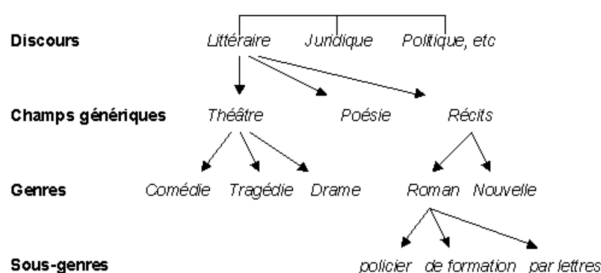 Discours Littéraire Juridique Politique, etc
Champs génériques Théâtre Poésie Récits
Genres Comédie Tragédie Drame Roman Nouvelle
Sous-genres policier de formation par lettres